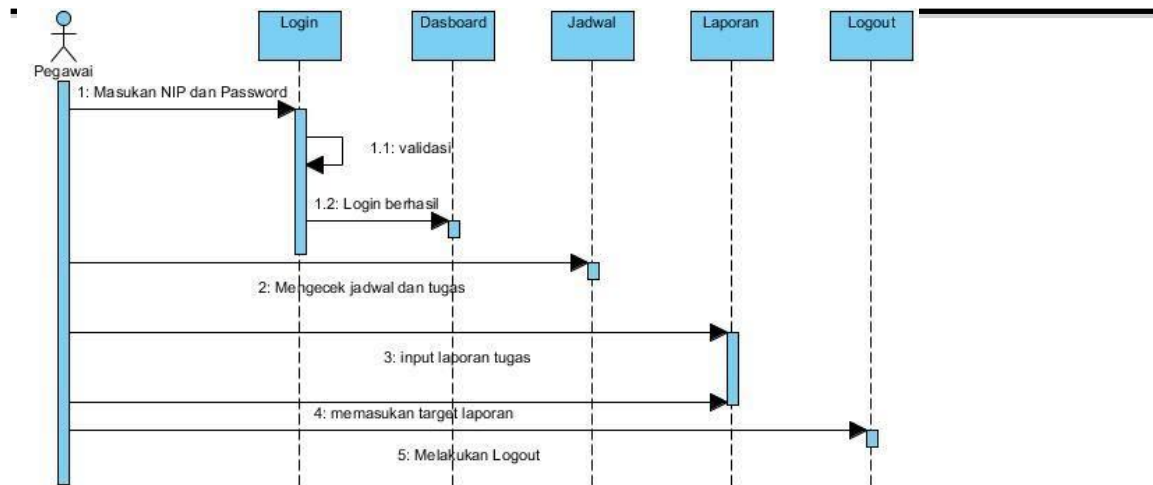 Login
Dasboard
Jadwal
Laporan
Logout
Pegawai
1: Masukan NIP dan Password
1.1: validasi
1.2: Login berhasil
2: Mengecek jadwal dan tugas
3: input laporan tugas
4: memasukan target laporan
5: Melakukan Logout